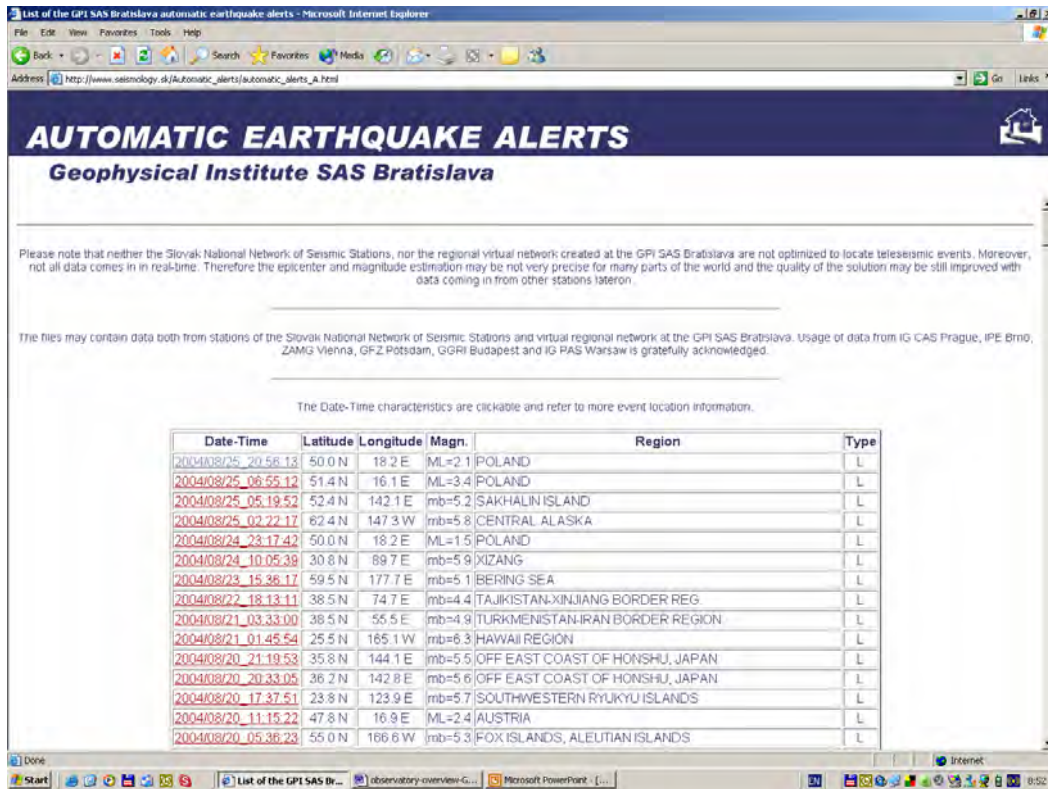 List of the GPI SAS Bratislava automatic earthquake alerts - Microsoft Internet Explorer
File Edit View Favorites Tools Help
Back Search Favorites Media
Address http://www.seismology.sk/Automatic_alerts/automatic_alerts_A.html Go Links
AUTOMATIC EARTHQUAKE ALERTS
Geophysical Institute SAS Bratislava
Please note that neither the Slovak National Network of Seismic Stations, nor the regional virtual network created at the GPI SAS Bratislava are not optimized to locate teleseismic events. Moreover,
not all data comes in in real-time. Therefore the epicenter and magnitude estimation may be not very precise for many parts of the world and the quality of the solution may be still improved with
data coming in from other stations lateron.
The files may contain data both from stations of the Slovak National Network of Seismic Stations and virtual regional network at the GPI SAS Bratislava. Usage of data from IG CAS Prague, IPE Brno,
ZAMG Vienna, GFZ Potsdam, GGRI Budapest and IG PAS Warsaw is gratefully acknowledged.
The Date-Time characteristics are clickable and refer to more event location information.
Date-Time Latitude Longitude Magn. Region Type
2004/08/25_20:56:13 50.0 N 18.2 E ML=2.1 POLAND L
2004/08/25_06:55:12 51.4 N 16.1 E ML=3.4 POLAND L
2004/08/25_05:19:52 52.4 N 142.1 E mb=5.2 SAKHALIN ISLAND L
2004/08/25_02:22:17 62.4 N 147.3 W mb=5.8 CENTRAL ALASKA L
2004/08/24_23:17:42 50.0 N 18.2 E ML=1.5 POLAND L
2004/08/24_10:05:39 30.8 N 89.7 E mb=5.9 XIZANG L
2004/08/23_15:36:17 59.5 N 177.7 E mb=5.1 BERING SEA L
2004/08/22_18:13:11 38.5 N 74.7 E mb=4.4 TAJIKISTAN-XINJIANG BORDER REG. L
2004/08/21_03:33:00 38.5 N 55.5 E mb=4.9 TURKMENISTAN-IRAN BORDER REGION L
2004/08/21_01:45:54 25.5 N 165.1 W mb=6.3 HAWAII REGION L
2004/08/20_21:19:53 35.8 N 144.1 E mb=5.5 OFF EAST COAST OF HONSHU, JAPAN L
2004/08/20_20:33:05 36.2 N 142.8 E mb=5.6 OFF EAST COAST OF HONSHU, JAPAN L
2004/08/20_17:37:51 23.8 N 123.9 E mb=5.7 SOUTHWESTERN RYUKYU ISLANDS L
2004/08/20_11:15:22 47.8 N 16.9 E ML=2.4 AUSTRIA L
2004/08/20_05:36:23 55.0 N 166.6 W mb=5.3 FOX ISLANDS, ALEUTIAN ISLANDS L
Done Internet
Start List of the GPI SAS Br... observatory-overview-G... Microsoft PowerPoint - [... EN 8:52